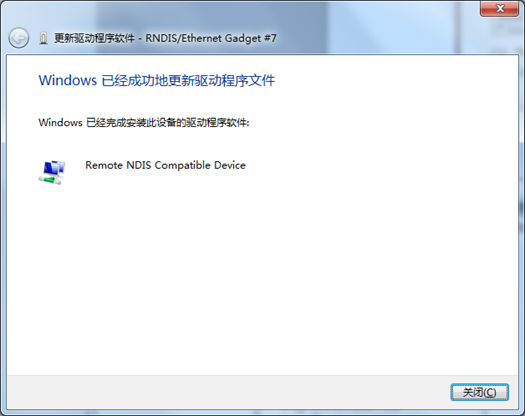 更新驱动程序软件 - RNDIS/Ethernet Gadget #7
Windows 已经成功地更新驱动程序文件
Windows 已经完成安装此设备的驱动程序软件:
Remote NDIS Compatible Device
关闭(C)